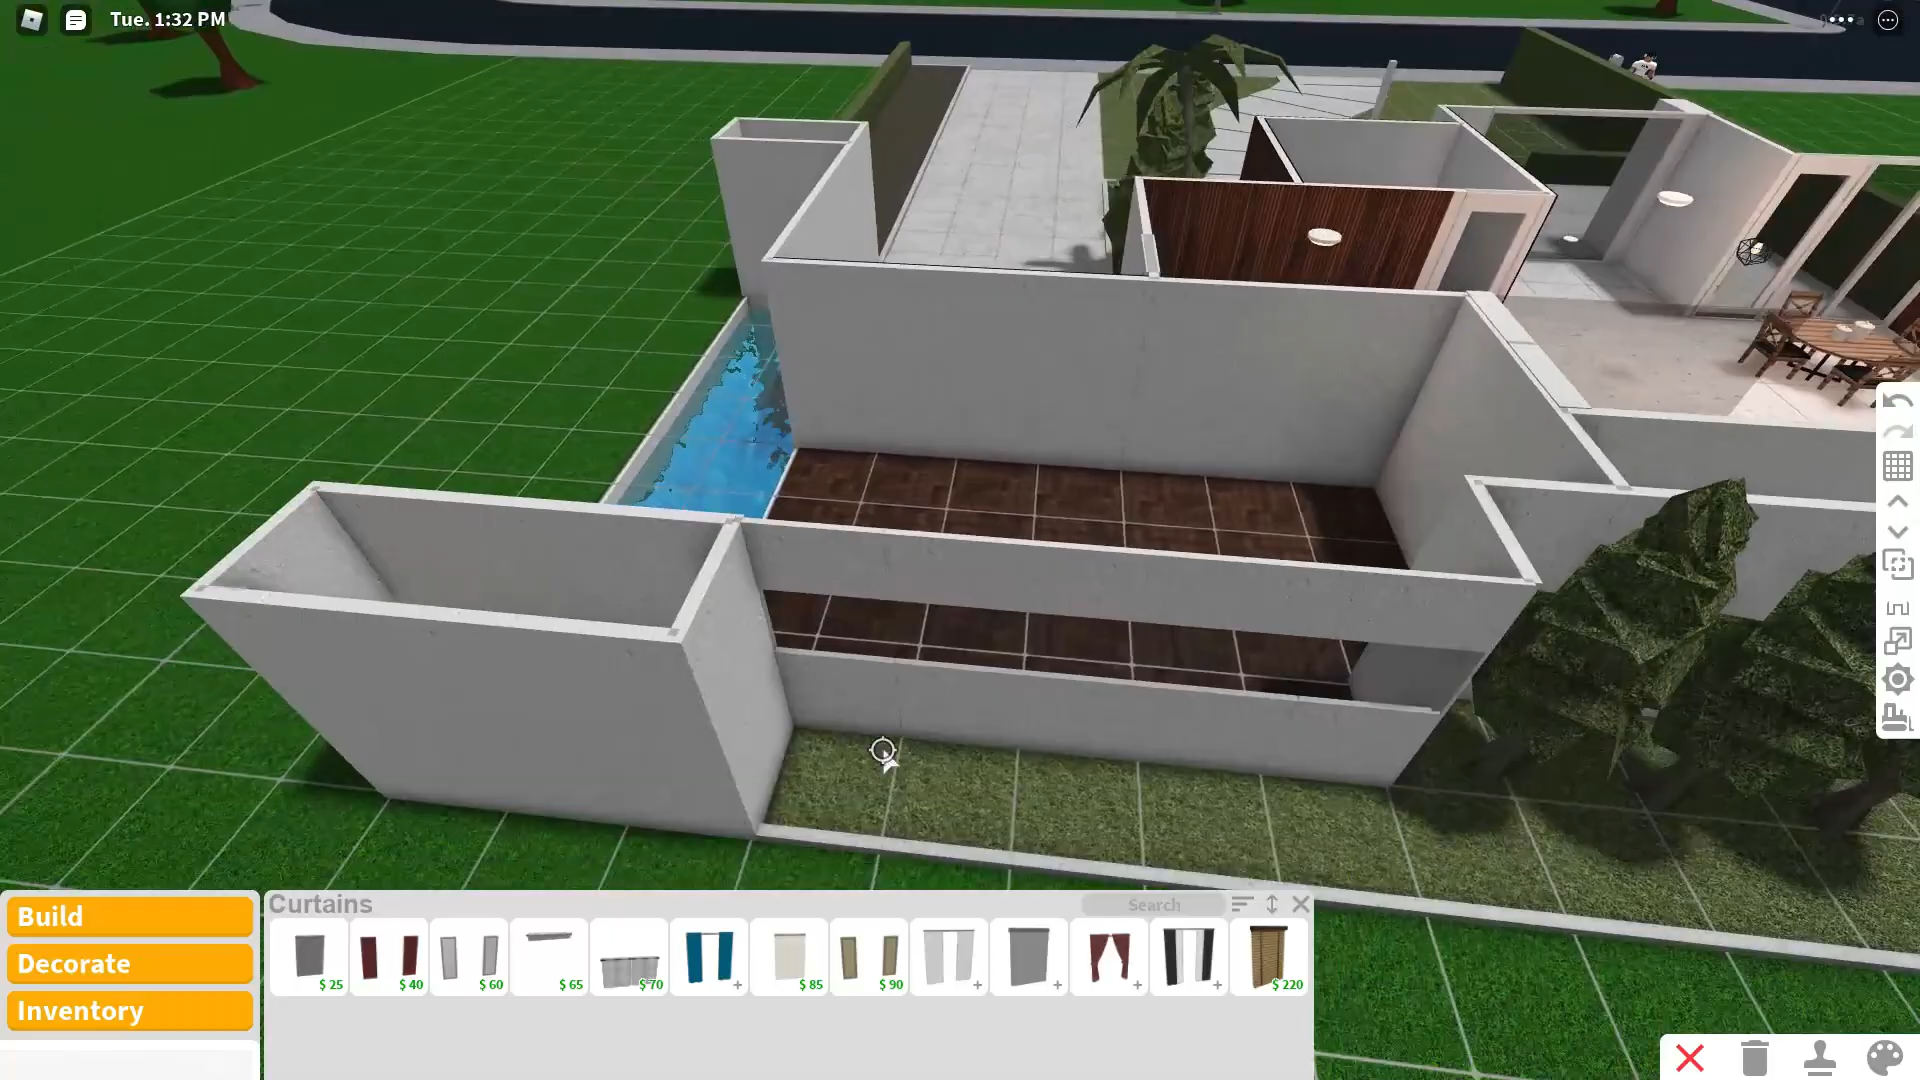 Tue. 1:32 PM
Build
Decorate
Inventory
Curtains
Search
$ 25
$ 40
$ 60
$ 65
$ 70
+
$ 85
$ 90
+
+
+
+
$ 220